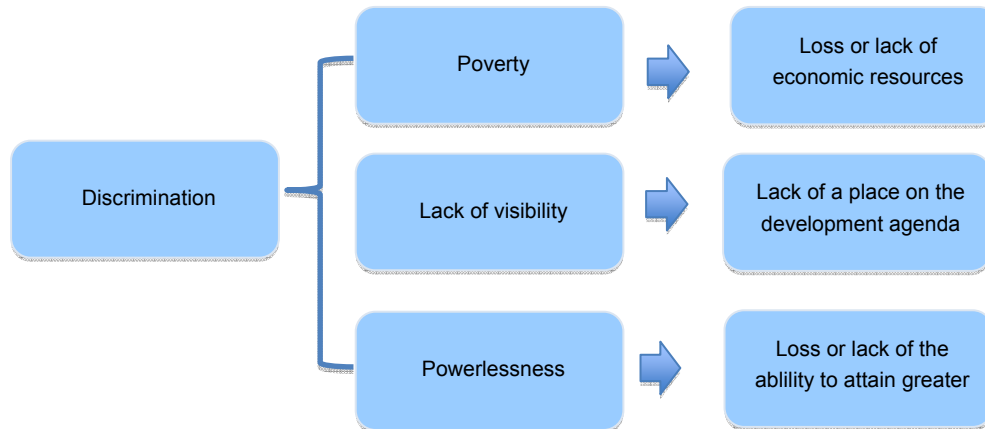 Poverty
Loss or lack of
economic resources
Discrimination
Lack of visibility
Lack of a place on the
development agenda
Powerlessness
Loss or lack of the
ablility to attain greater